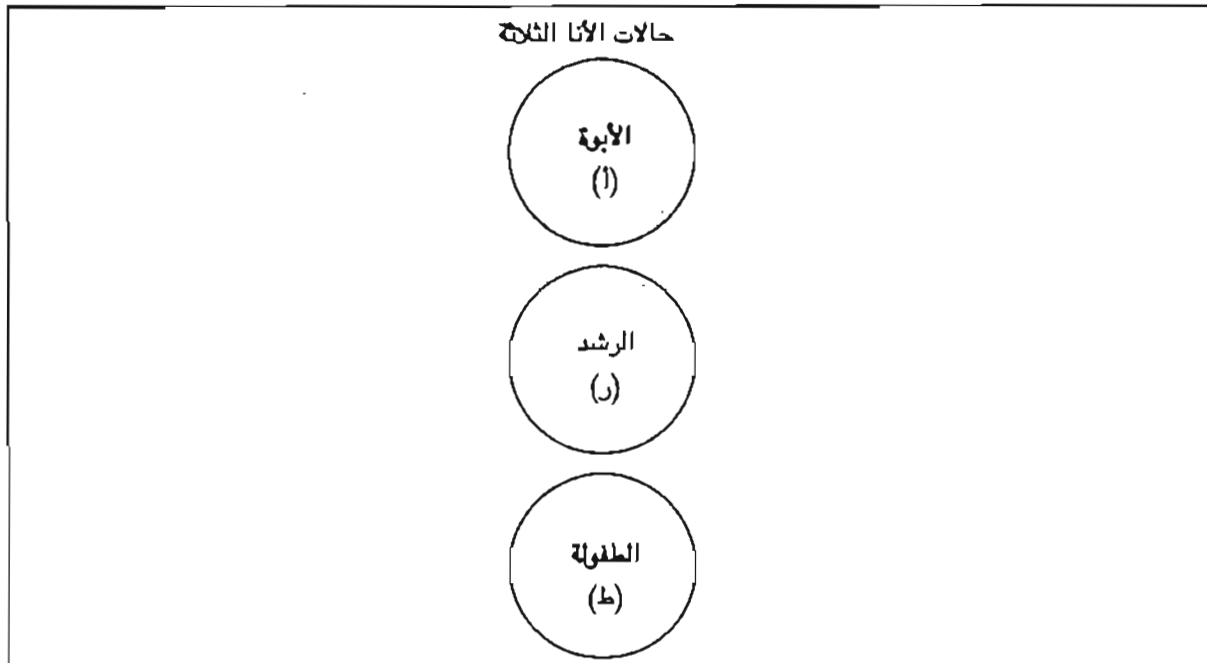 حالات الأنا الثلاثة
الأبوة
(أ)
الرشد
(ر)
الطفولة
(ط)